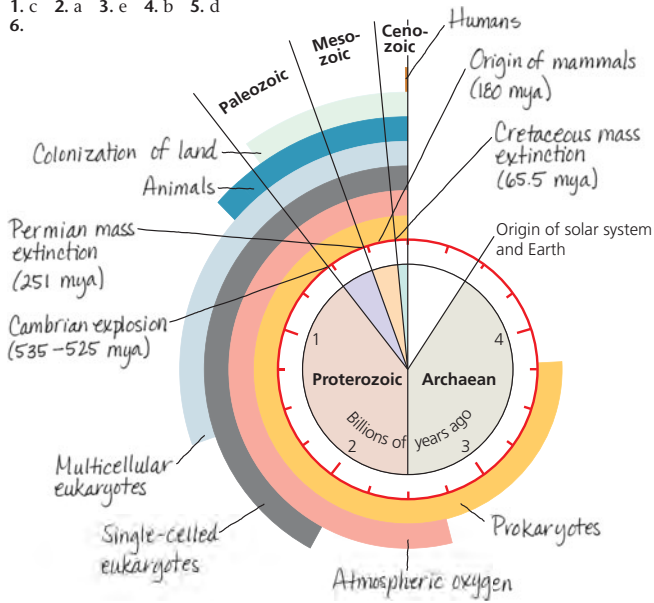 1. c 2. a 3. e 4. b 5. d
6.
Humans
Ceno-
zoic
Meso-
zoic
Paleozoic
Origin of mammals
(180 mya)
Cretaceous mass
extinction
(65.5 mya)
Colonization of land
Animals
Origin of solar system
and Earth
Permian mass
extinction
(251 mya)
Cambrian explosion
(535–525 mya)
1
4
Proterozoic
Archaean
Billions of years ago
2
3
Multicellular
eukaryotes
Single-celled
eukaryotes
Prokaryotes
Atmospheric oxygen